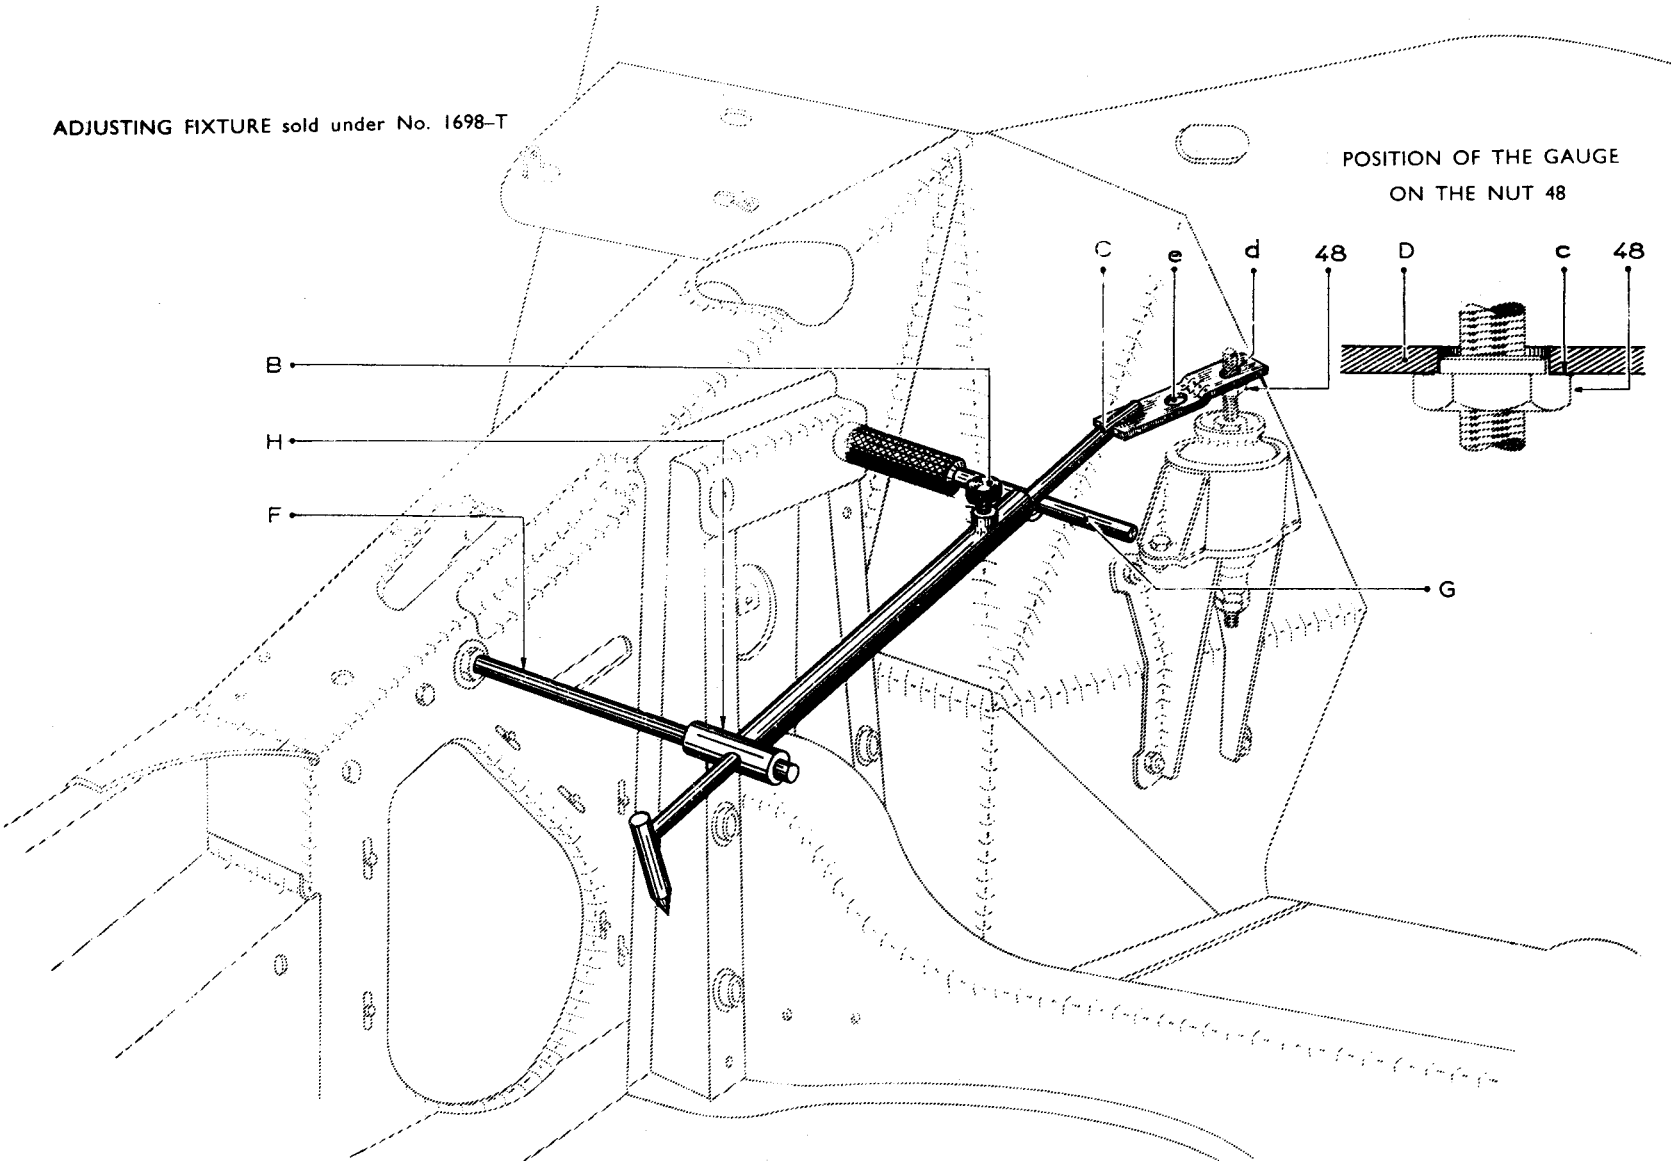 ADJUSTING FIXTURE sold under No. 1698–T
POSITION OF THE GAUGE
ON THE NUT 48
C e d 48 D c 48
B
H
F
G